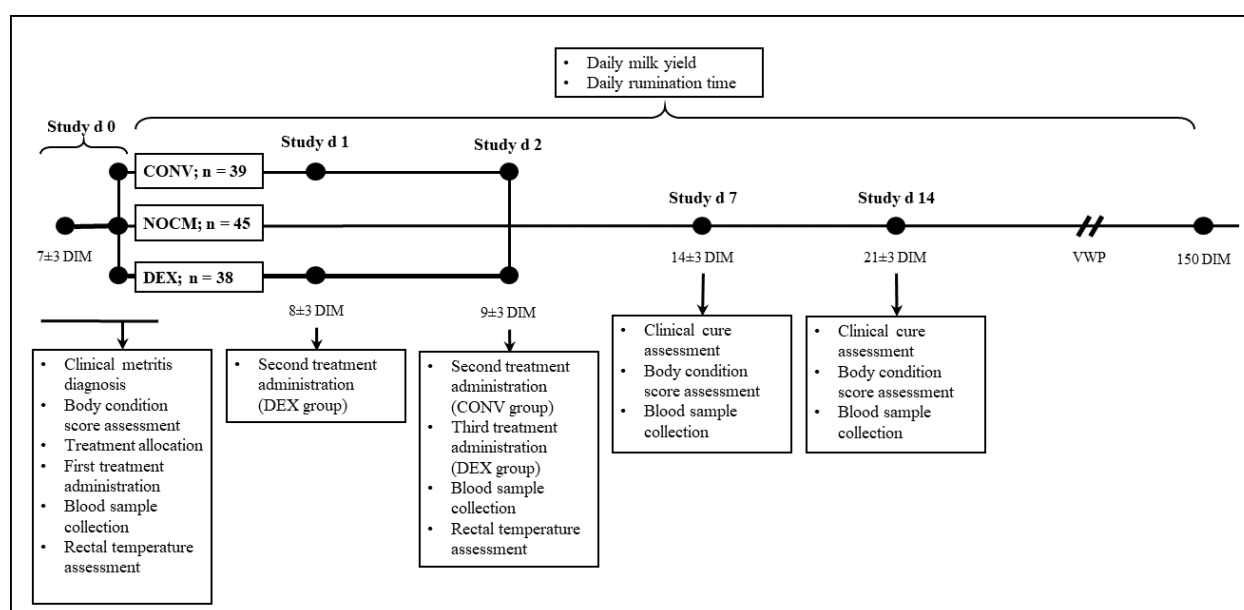 • Daily milk yield
• Daily rumination time
Study d 0
Study d 1
Study d 2
CONV; n = 39
NOCM; n = 45
DEX; n = 38
Study d 7
Study d 14
7±3 DIM
8±3 DIM
9±3 DIM
14±3 DIM
21±3 DIM
VWP
150 DIM
• Clinical metritis
diagnosis
• Body condition
score assessment
• Treatment allocation
• First treatment
administration
• Blood sample
collection
• Rectal temperature
assessment
• Second treatment
administration
(DEX group)
• Second treatment
administration
(CONV group)
• Third treatment
administration
(DEX group)
• Blood sample
collection
• Rectal temperature
assessment
• Clinical cure
assessment
• Body condition
score assessment
• Blood sample
collection
• Clinical cure
assessment
• Body condition
score assessment
• Blood sample
collection